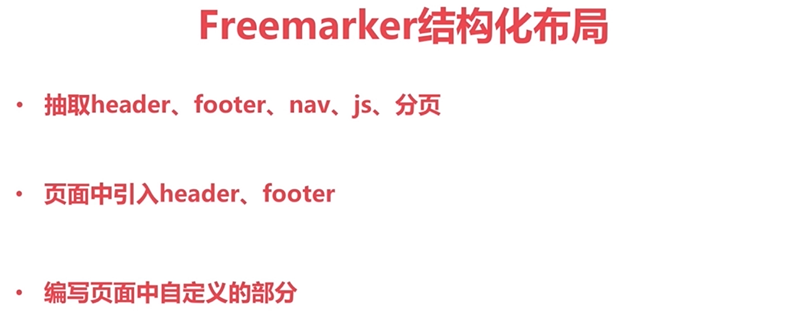 Freemarker结构化布局
• 抽取header、footer、nav、js、分页
• 页面中引入header、footer
• 编写页面中自定义的部分